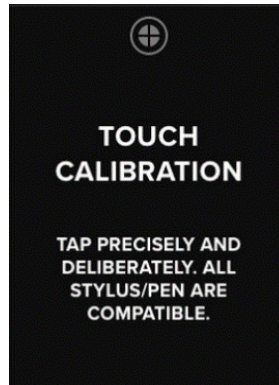 TOUCH
CALIBRATION
TAP PRECISELY AND
DELIBERATELY. ALL
STYLUS/PEN ARE
COMPATIBLE.